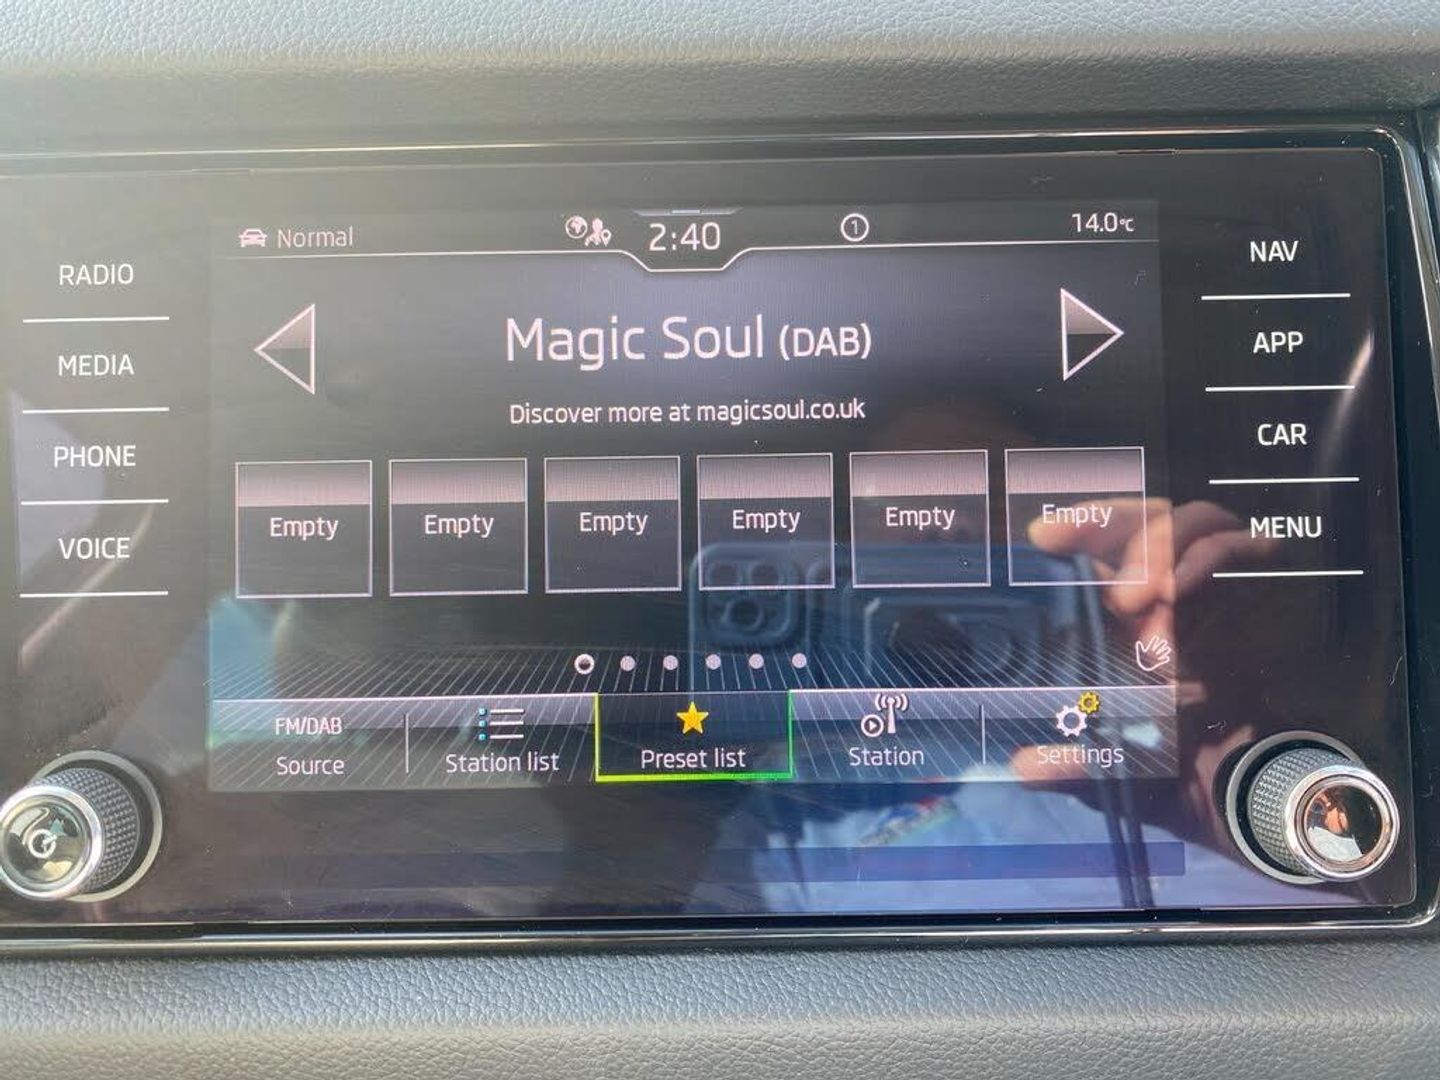 Normal
2:40
1
14.0°C
RADIO
MEDIA
PHONE
VOICE
Magic Soul (DAB)
Discover more at magicsoul.co.uk
Empty Empty Empty Empty Empty Empty
FM/DAB
Source
Station list
Preset list
Station
Settings
NAV
APP
CAR
MENU